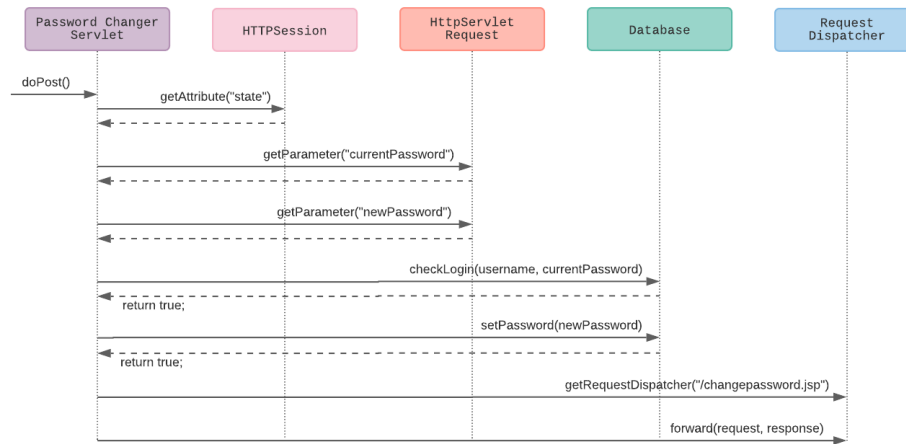 Password Changer
Servlet
HTTPSession
HttpServlet
Request
Database
Request
Dispatcher
doPost()
getAttribute("state")
getParameter("currentPassword")
getParameter("newPassword")
checkLogin(username, currentPassword)
return true;
setPassword(newPassword)
return true;
getRequestDispatcher("/changepassword.jsp")
forward(request, response)